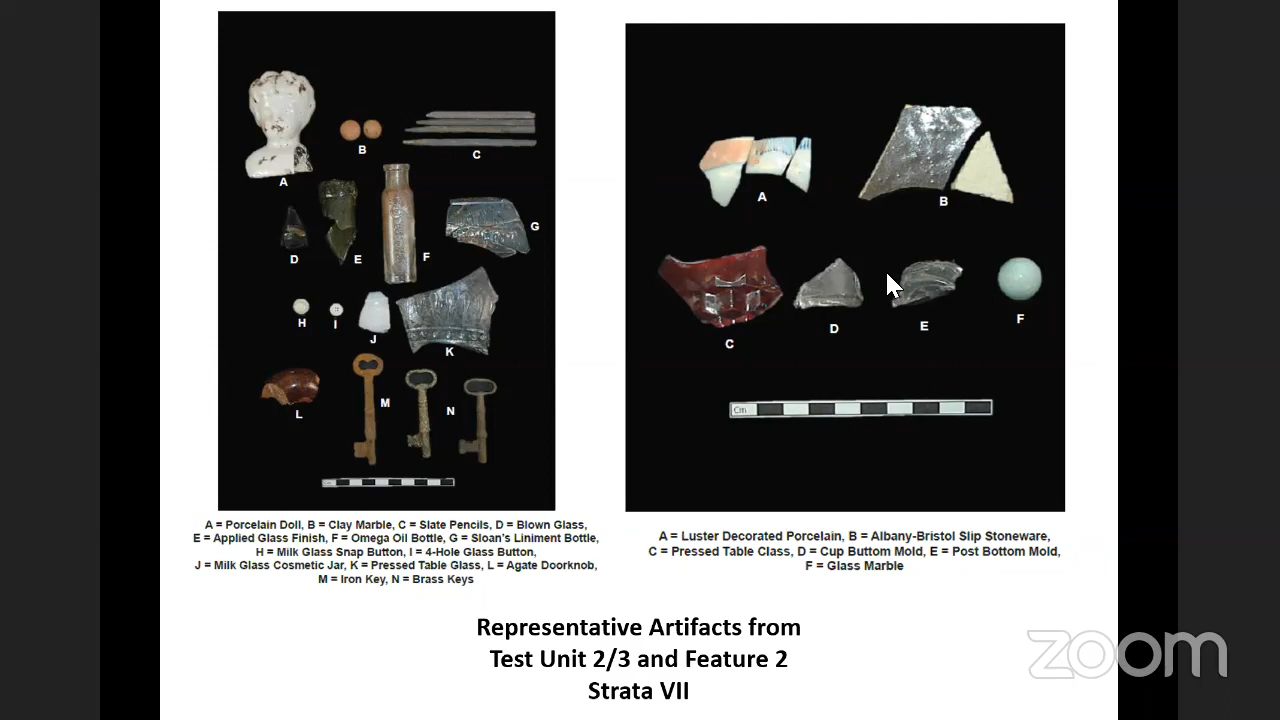 A
B
C
D
E
F
G
H
I
J
K
L
M
N
A = Porcelain Doll, B = Clay Marble, C = Slate Pencils, D = Blown Glass,
E = Applied Glass Finish, F = Omega Oil Bottle, G = Sloan's Liniment Bottle,
H = Milk Glass Snap Button, I = 4-Hole Glass Button,
J = Milk Glass Cosmetic Jar, K = Pressed Table Glass, L = Agate Doorknob,
M = Iron Key, N = Brass Keys
A
B
C
D
E
F
Cm
A = Luster Decorated Porcelain, B = Albany-Bristol Slip Stoneware,
C = Pressed Table Class, D = Cup Buttom Mold, E = Post Bottom Mold,
F = Glass Marble
Representative Artifacts from
Test Unit 2/3 and Feature 2
Strata VII
zoom